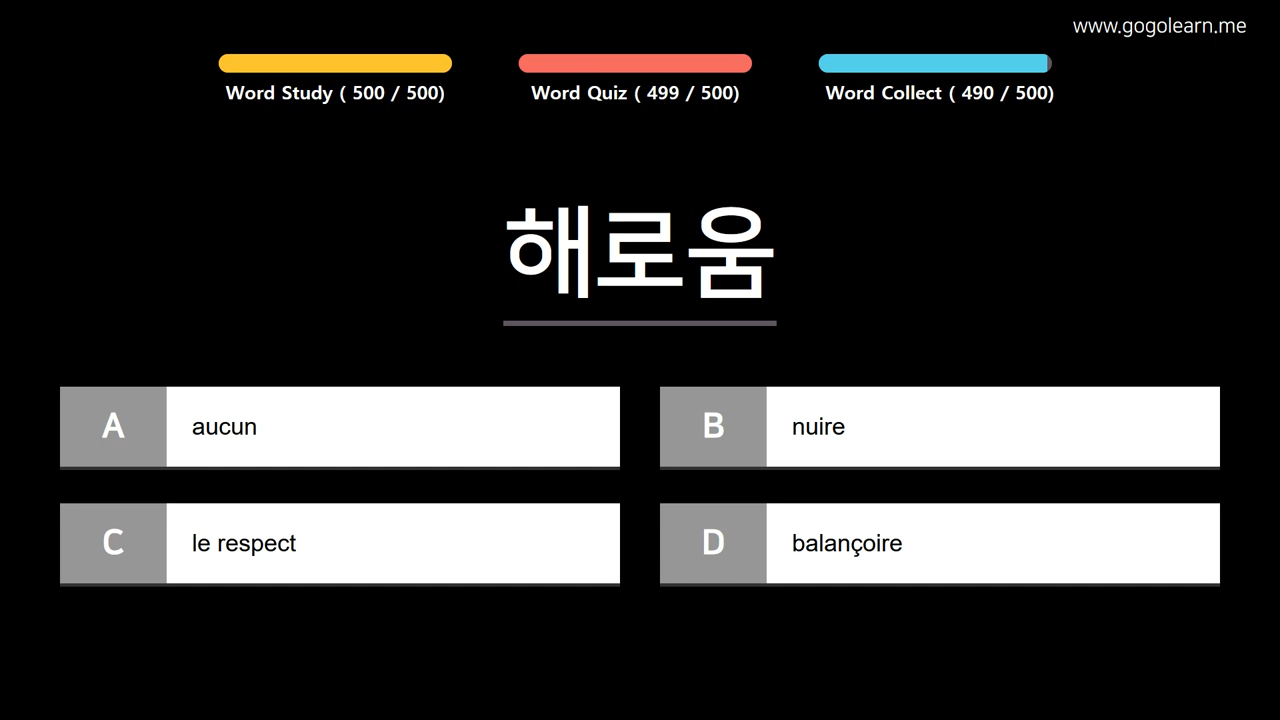 www.gogolearn.me
Word Study ( 500 / 500)
Word Quiz ( 499 / 500)
Word Collect ( 490 / 500)
해로움
A
aucun
B
nuire
C
le respect
D
balançoire